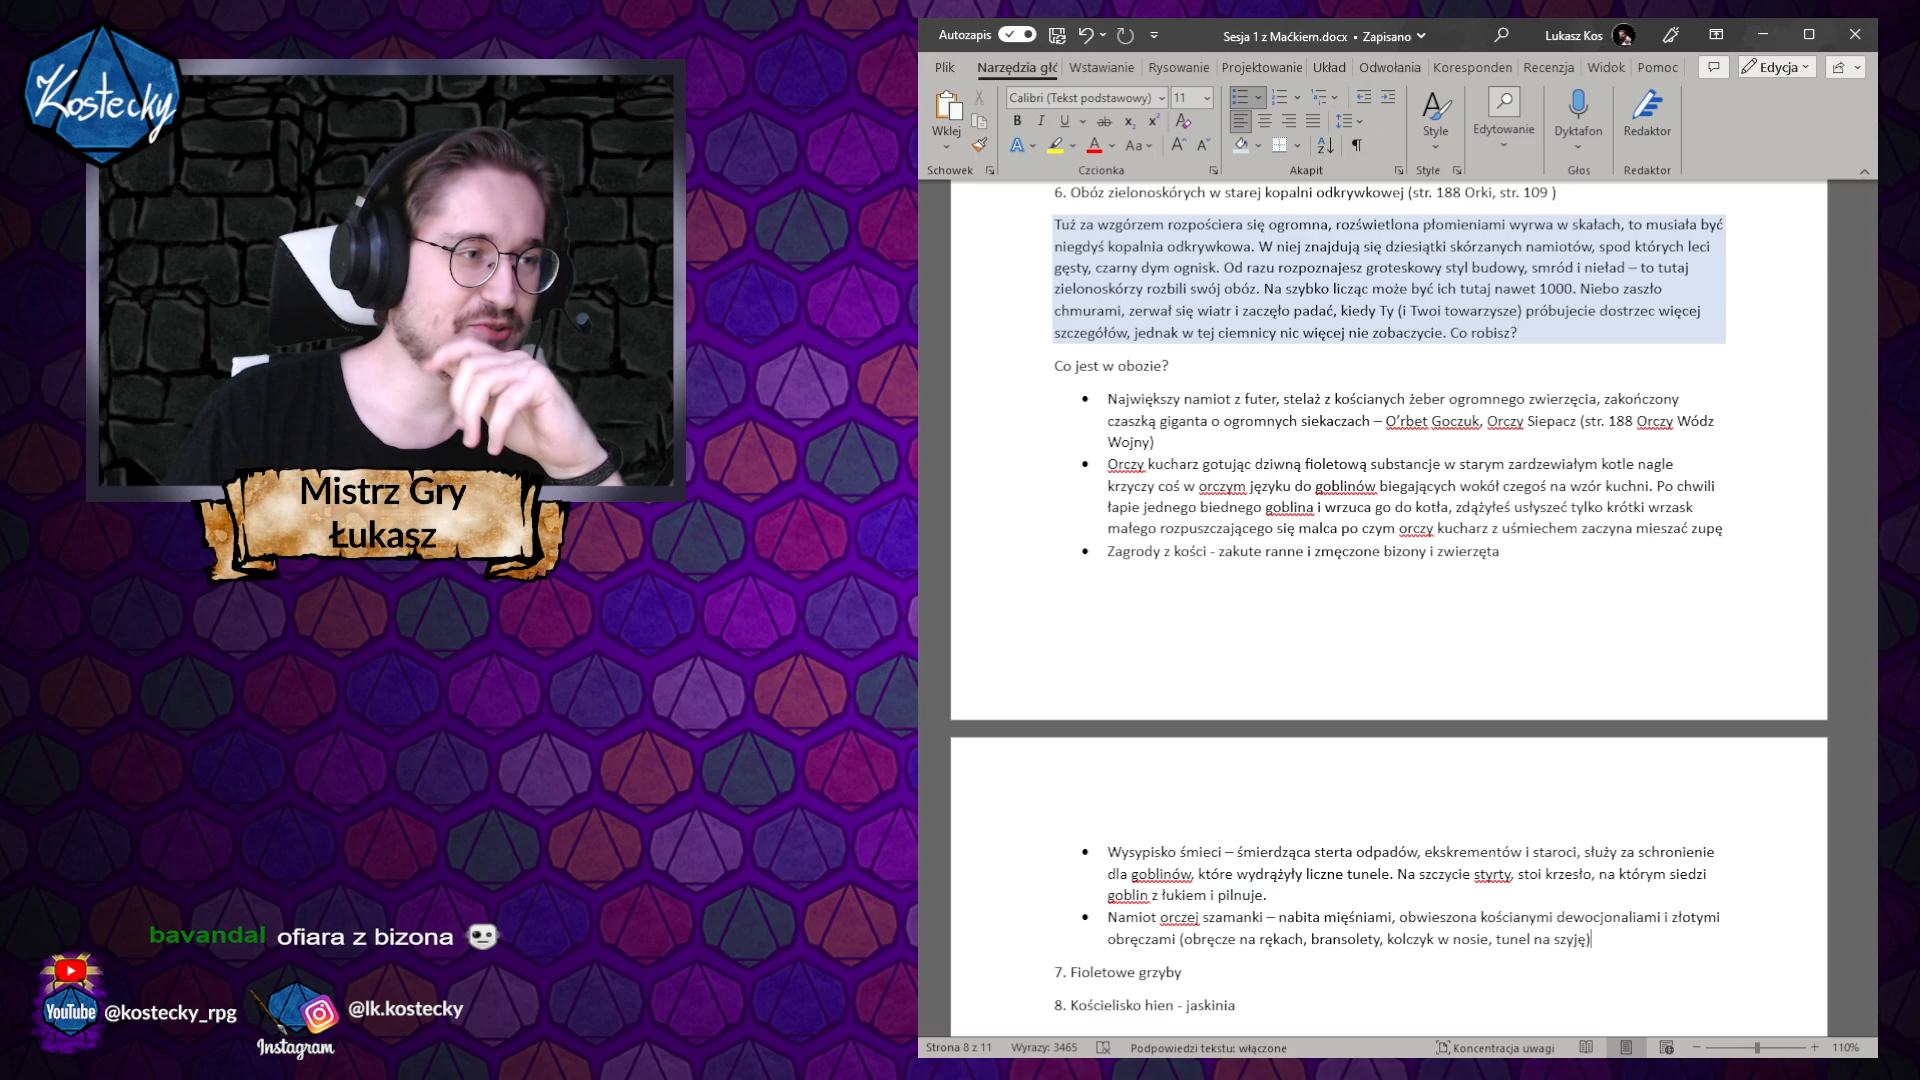 Kostecky
Mistrz Gry
Łukasz
bavandal ofiara z bizona
YouTube @kostecky_rpg
Instagram @lk.kostecky
Autozapis
Sesja 1 z Maćkiem.docx • Zapisano
Lukasz Kos
Plik Narzędzia głó Wstawianie Rysowanie Projektowanie Układ Odwołania Koresponden Recenzja Widok Pomoc Edycja
Wklej
Calibri (Tekst podstawowy) 11
B I U ab x₂ x²
A A Aa A A
Style Edytowanie Dyktafon Redaktor
Schowek Czcionka Akapit Style Głos Redaktor
6. Obóz zielonoskórych w starej kopalni odkrywkowej (str. 188 Orki, str. 109 )
Tuż za wzgórzem rozpościera się ogromna, rozświetlona płomieniami wyrwa w skałach, to musiała być
niegdyś kopalnia odkrywkowa. W niej znajdują się dziesiątki skórzanych namiotów, spod których leci
gęsty, czarny dym ognisk. Od razu rozpoznajesz groteskowy styl budowy, smród i nieład – to tutaj
zielonoskórzy rozbili swój obóz. Na szybko licząc może być ich tutaj nawet 1000. Niebo zaszło
chmurami, zerwał się wiatr i zaczęło padać, kiedy Ty (i Twoi towarzysze) próbujecie dostrzec więcej
szczegółów, jednak w tej ciemnicy nic więcej nie zobaczycie. Co robisz?
Co jest w obozie?
• Największy namiot z futer, stelaż z kościanych żeber ogromnego zwierzęcia, zakończony
czaszką giganta o ogromnych siekaczach – O'rbet Goczuk, Orczy Siepacz (str. 188 Orczy Wódz
Wojny)
• Orczy kucharz gotując dziwną fioletową substancje w starym zardzewiałym kotle nagle
krzyczy coś w orczym języku do goblinów biegających wokół czegoś na wzór kuchni. Po chwili
łapie jednego biednego goblina i wrzuca go do kotła, zdążyłeś usłyszeć tylko krótki wrzask
małego rozpuszczającego się malca po czym orczy kucharz z uśmiechem zaczyna mieszać zupę
• Zagrody z kości - zakute ranne i zmęczone bizony i zwierzęta
• Wysypisko śmieci – śmierdząca sterta odpadów, ekskrementów i staroci, służy za schronienie
dla goblinów, które wydrążyły liczne tunele. Na szczycie styrty, stoi krzesło, na którym siedzi
goblin z łukiem i pilnuje.
• Namiot orczej szamanki – nabita mięśniami, obwieszona kościanymi dewocjonaliami i złotymi
obręczami (obręcze na rękach, bransolety, kolczyk w nosie, tunel na szyję)
7. Fioletowe grzyby
8. Kościelisko hien - jaskinia
Strona 8 z 11 Wyrazy: 3465 Podpowiedzi tekstu: włączone Koncentracja uwagi 110%